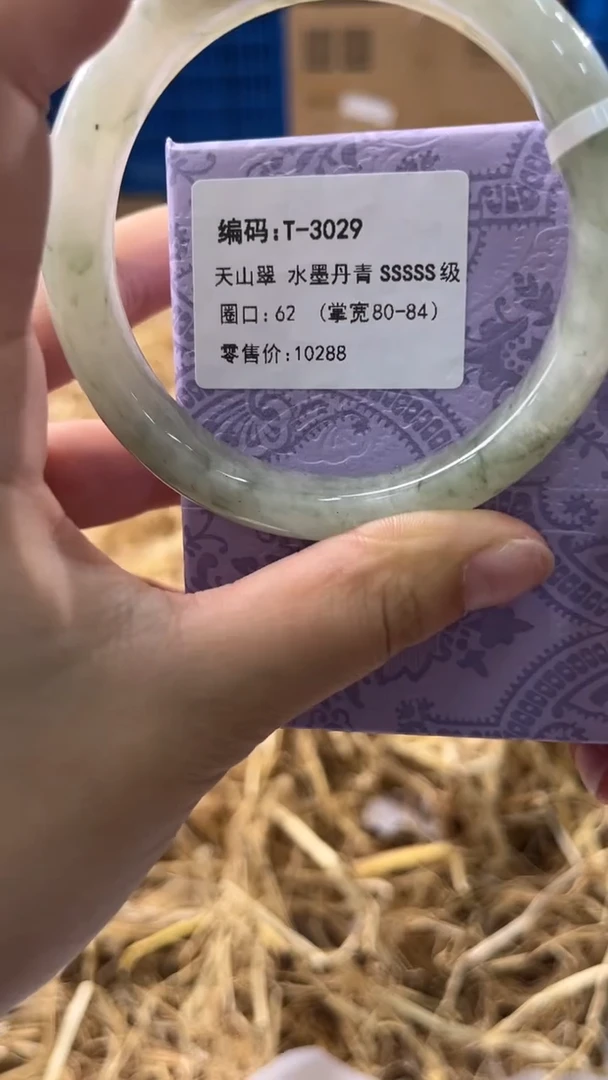 编码:T-3029
天山翠 水墨丹青 SSSSS级
圈口:62 （掌宽80-84）
零售价:10288